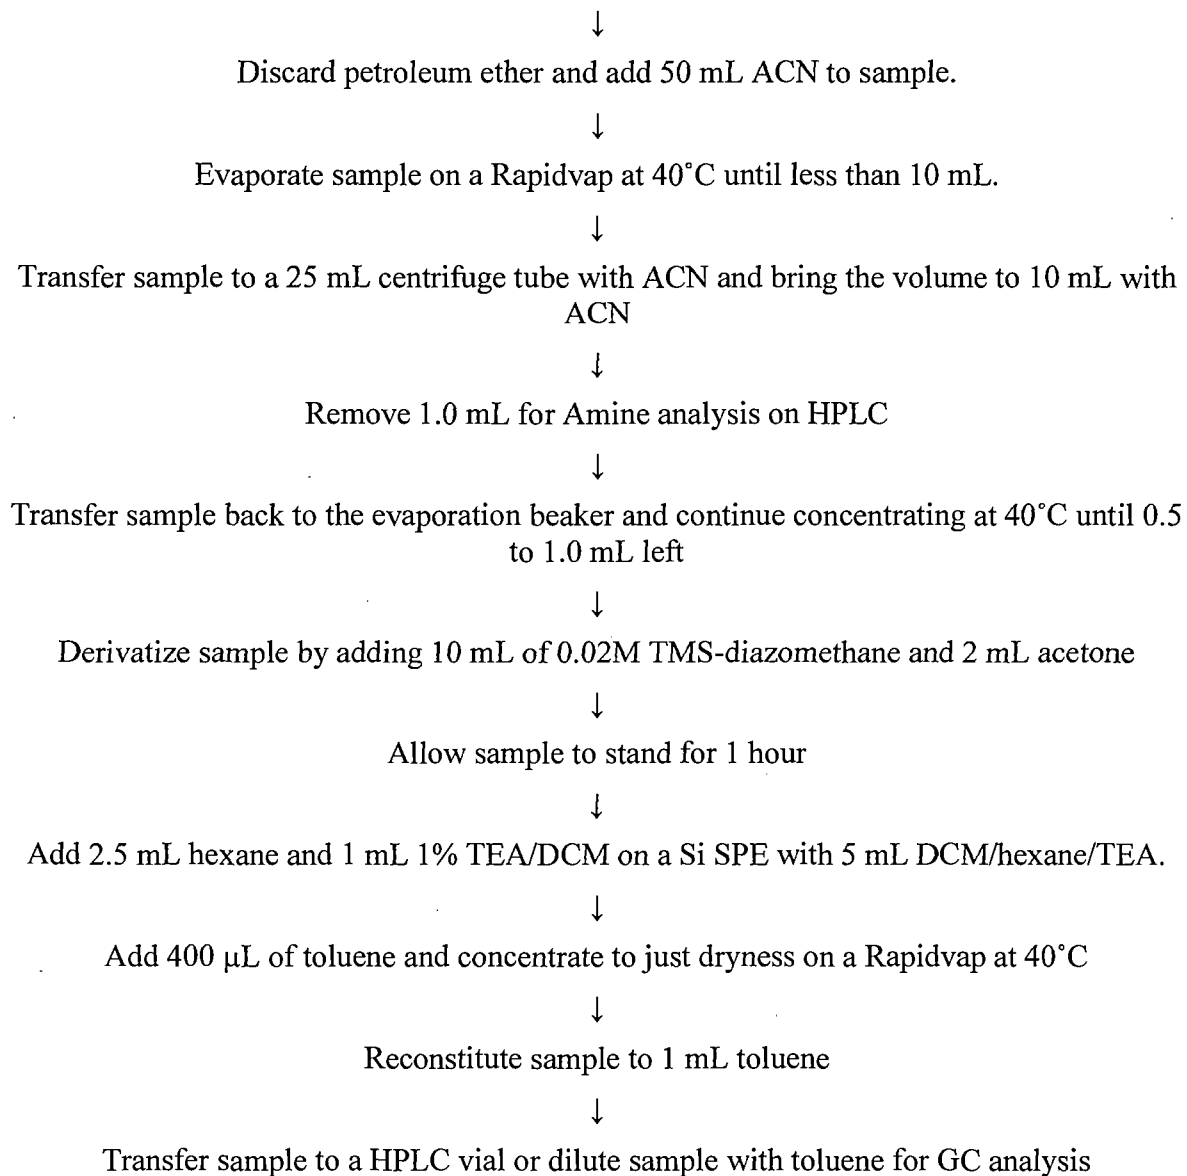 ↓
Discard petroleum ether and add 50 mL ACN to sample.
↓
Evaporate sample on a Rapidvap at 40°C until less than 10 mL.
↓
Transfer sample to a 25 mL centrifuge tube with ACN and bring the volume to 10 mL with
ACN
↓
Remove 1.0 mL for Amine analysis on HPLC
↓
Transfer sample back to the evaporation beaker and continue concentrating at 40°C until 0.5
to 1.0 mL left
↓
Derivatize sample by adding 10 mL of 0.02M TMS-diazomethane and 2 mL acetone
↓
Allow sample to stand for 1 hour
↓
Add 2.5 mL hexane and 1 mL 1% TEA/DCM on a Si SPE with 5 mL DCM/hexane/TEA.
↓
Add 400 μL of toluene and concentrate to just dryness on a Rapidvap at 40°C
↓
Reconstitute sample to 1 mL toluene
↓
Transfer sample to a HPLC vial or dilute sample with toluene for GC analysis